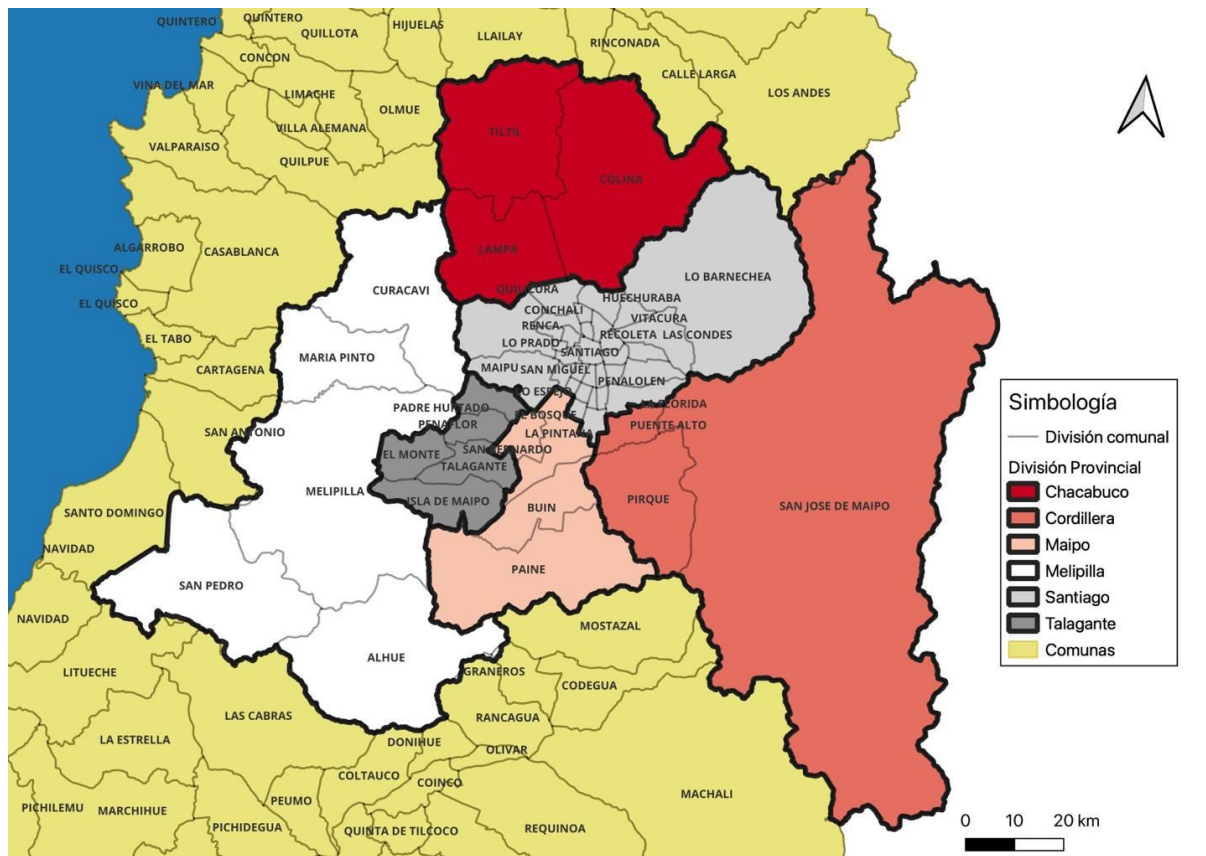 QUINTERO
QUINTERO
QUILLOTA
HIJUELAS
LLAILAY
RINCONADA
CONCON
CALLE LARGA
VINA DEL MAR
LIMACHE
LOS ANDES
OLMUE
VILLA ALEMANA
TILTIL
VALPARAISO
QUILPUE
COLINA
ALGARROBO
CASABLANCA
LAMPA
EL QUISCO
LO BARNECHEA
CURACAVI
QUILICURA
HUECHURABA
EL QUISCO
CONCHALI
VITACURA
RENCA
RECOLETA
LAS CONDES
EL TABO
LO PRADO
SANTIAGO
MARIA PINTO
CARTAGENA
MAIPU
SAN MIGUEL
PENALOLEN
LO ESPEJO
LA FLORIDA
PADRE HURTADO
EL BOSQUE
PENAFLOR
PUENTE ALTO
SAN ANTONIO
LA PINTANA
EL MONTE
SAN BERNARDO
TALAGANTE
MELIPILLA
ISLA DE MAIPO
PIRQUE
BUIN
SAN JOSE DE MAIPO
SANTO DOMINGO
NAVIDAD
PAINE
SAN PEDRO
NAVIDAD
MOSTAZAL
ALHUE
LITUECHE
GRANEROS
CODEGUA
LAS CABRAS
RANCAGUA
LA ESTRELLA
DONIHUE
OLIVAR
COLTAUCO
COINCO
MACHALI
PEUMO
PICHILEMU
MARCHIHUE
PICHIDEGUA
QUINTA DE TILCOCO
REQUINOA
Simbología
División comunal
División Provincial
Chacabuco
Cordillera
Maipo
Melipilla
Santiago
Talagante
Comunas
0 10 20 km